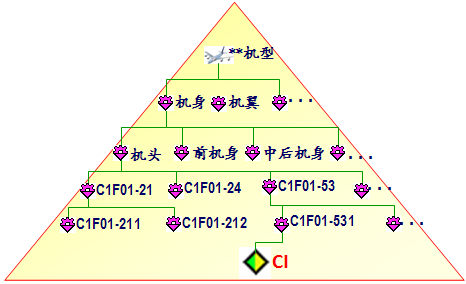 **机型
机身 机翼 ...
机头 前机身 中后机身 ...
C1F01-21 C1F01-24 C1F01-53 ...
C1F01-211 C1F01-212 C1F01-531 ...
CI